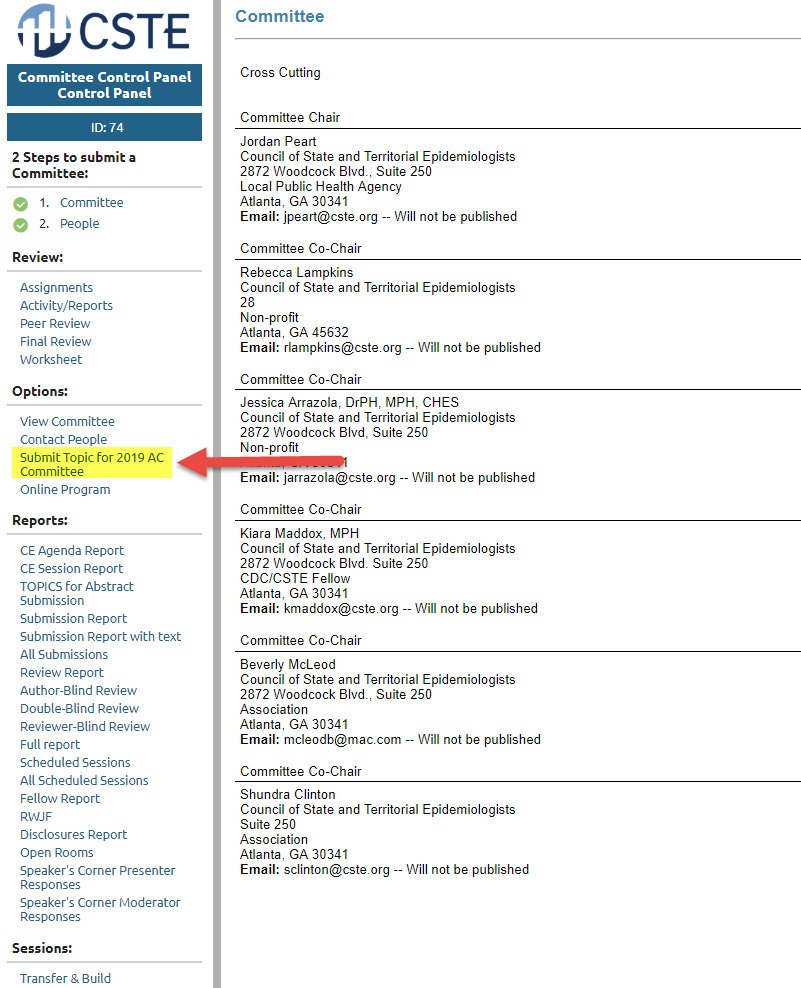 CSTE
Committee Control Panel
Control Panel
ID: 74
2 Steps to submit a
Committee:
1. Committee
2. People
Review:
Assignments
Activity/Reports
Peer Review
Final Review
Worksheet
Options:
View Committee
Contact People
Submit Topic for 2019 AC
Committee
Online Program
Reports:
CE Agenda Report
CE Session Report
TOPICS for Abstract
Submission
Submission Report
Submission Report with text
All Submissions
Review Report
Author-Blind Review
Double-Blind Review
Reviewer-Blind Review
Full report
Scheduled Sessions
All Scheduled Sessions
Fellow Report
RWJF
Disclosures Report
Open Rooms
Speaker's Corner Presenter
Responses
Speaker's Corner Moderator
Responses
Sessions:
Transfer & Build
Committee
Cross Cutting
Committee Chair
Jordan Peart
Council of State and Territorial Epidemiologists
2872 Woodcock Blvd., Suite 250
Local Public Health Agency
Atlanta, GA 30341
Email: jpeart@cste.org -- Will not be published
Committee Co-Chair
Rebecca Lampkins
Council of State and Territorial Epidemiologists
28
Non-profit
Atlanta, GA 45632
Email: rlampkins@cste.org -- Will not be published
Committee Co-Chair
Jessica Arrazola, DrPH, MPH, CHES
Council of State and Territorial Epidemiologists
2872 Woodcock Blvd, Suite 250
Non-profit
Email: jarrazola@cste.org -- Will not be published
Committee Co-Chair
Kiara Maddox, MPH
Council of State and Territorial Epidemiologists
2872 Woodcock Blvd. Suite 250
CDC/CSTE Fellow
Atlanta, GA 30341
Email: kmaddox@cste.org -- Will not be published
Committee Co-Chair
Beverly McLeod
Council of State and Territorial Epidemiologists
2872 Woodcock Blvd., Suite 250
Association
Atlanta, GA 30341
Email: mcleodb@mac.com -- Will not be published
Committee Co-Chair
Shundra Clinton
Council of State and Territorial Epidemiologists
Suite 250
Association
Atlanta, GA 30341
Email: sclinton@cste.org -- Will not be published